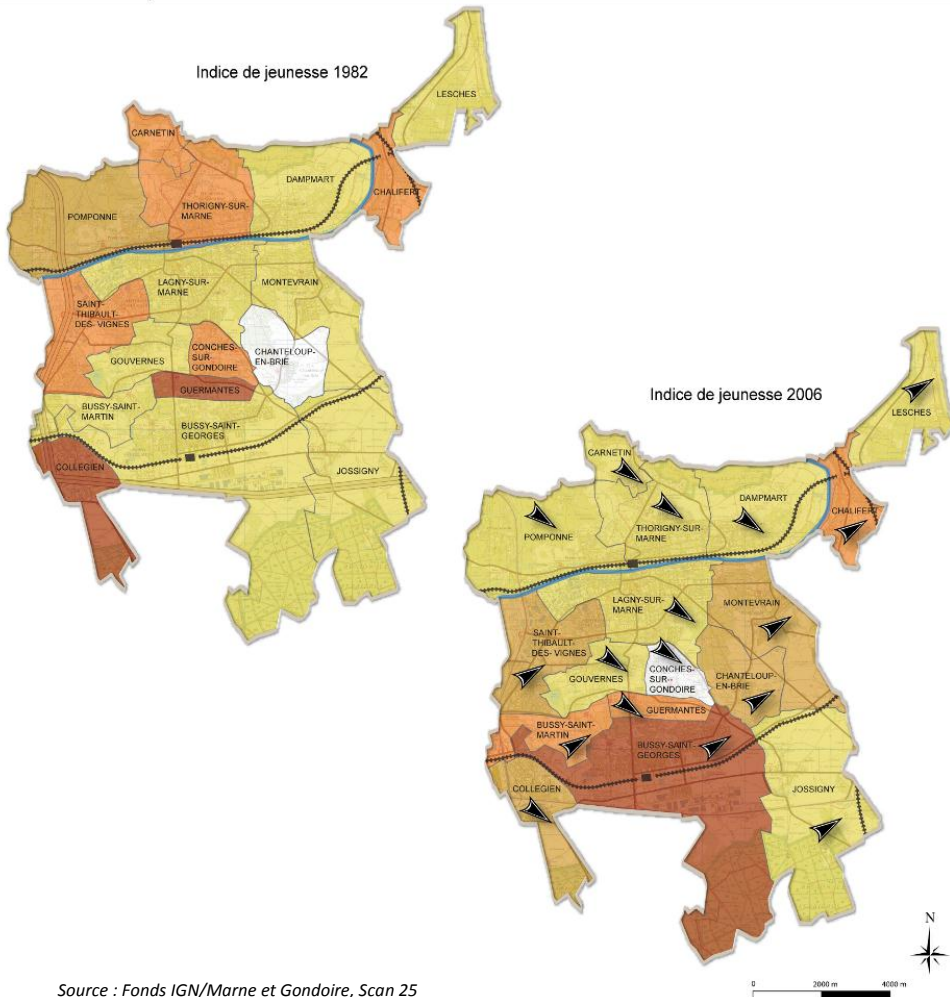 Indice de jeunesse 1982
LESCHES
CARNETIN
DAMPMART
CHALIFERT
POMPONNE
THORIGNY-SUR-
MARNE
LAGNY-SUR-
MARNE
MONTEVRAIN
SAINT-
THIBAULT-
DES- VIGNES
GOUVERNES
CONCHES-
SUR-
GONDOIRE
CHANTELOUP-
EN-BRIE
GUERMANTES
BUSSY-SAINT-
MARTIN
BUSSY-SAINT-
GEORGES
COLLEGIEN
JOSSIGNY
Indice de jeunesse 2006
LESCHES
CARNETIN
DAMPMART
CHALIFERT
POMPONNE
THORIGNY-SUR-
MARNE
LAGNY-SUR-
MARNE
MONTEVRAIN
SAINT-
THIBAULT-
DES- VIGNES
GOUVERNES
CONCHES-
SUR-
GONDOIRE
CHANTELOUP-
EN-BRIE
GUERMANTES
BUSSY-SAINT-
MARTIN
BUSSY-SAINT-
GEORGES
COLLEGIEN
JOSSIGNY
N
0 2000 m 4000 m
Source : Fonds IGN/Marne et Gondoire, Scan 25